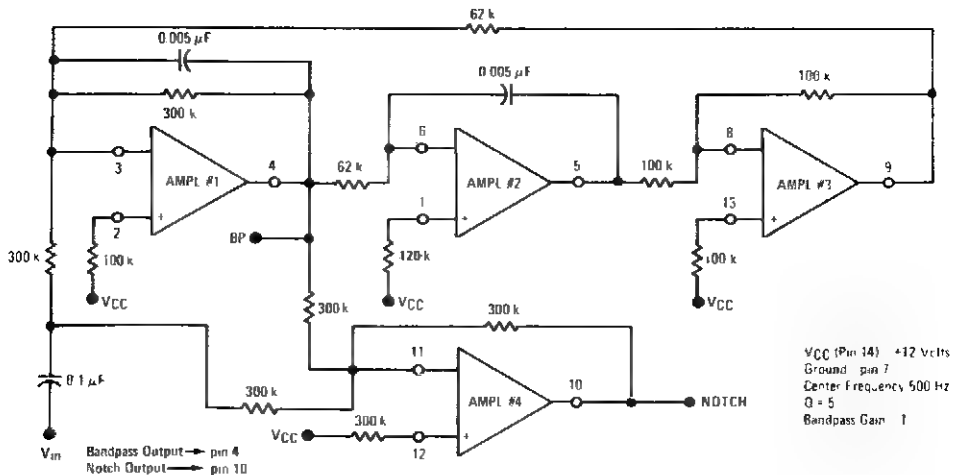 62 k
0.005 µF
300 k
3
AMPL #1
4
2
+
100 k
VCC
300 k
BP
62 k
0.005 µF
6
AMPL #2
5
1
+
120 k
VCC
100 k
100 k
8
AMPL #3
9
13
+
100 k
VCC
300 k
300 k
11
AMPL #4
10
NOTCH
300 k
VCC
300 k
12
+
0.1 µF
Vin
Bandpass Output → pin 4
Notch Output → pin 10
VCC (Pin 14) +12 Volts
Ground pin 7
Center Frequency 500 Hz
Q = 5
Bandpass Gain 1